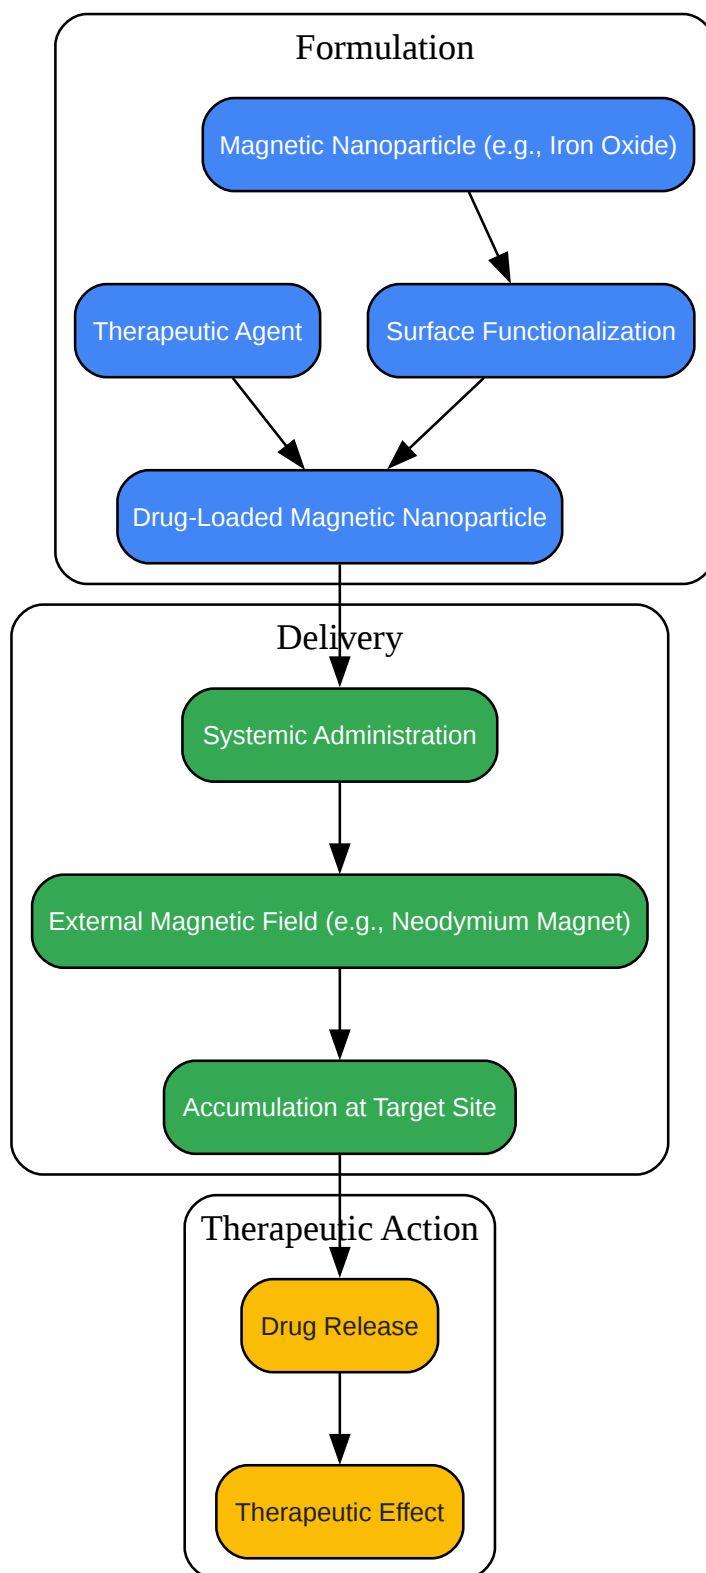 Formulation
Magnetic Nanoparticle (e.g., Iron Oxide)
Therapeutic Agent
Surface Functionalization
Drug-Loaded Magnetic Nanoparticle
Delivery
Systemic Administration
External Magnetic Field (e.g., Neodymium Magnet)
Accumulation at Target Site
Therapeutic Action
Drug Release
Therapeutic Effect